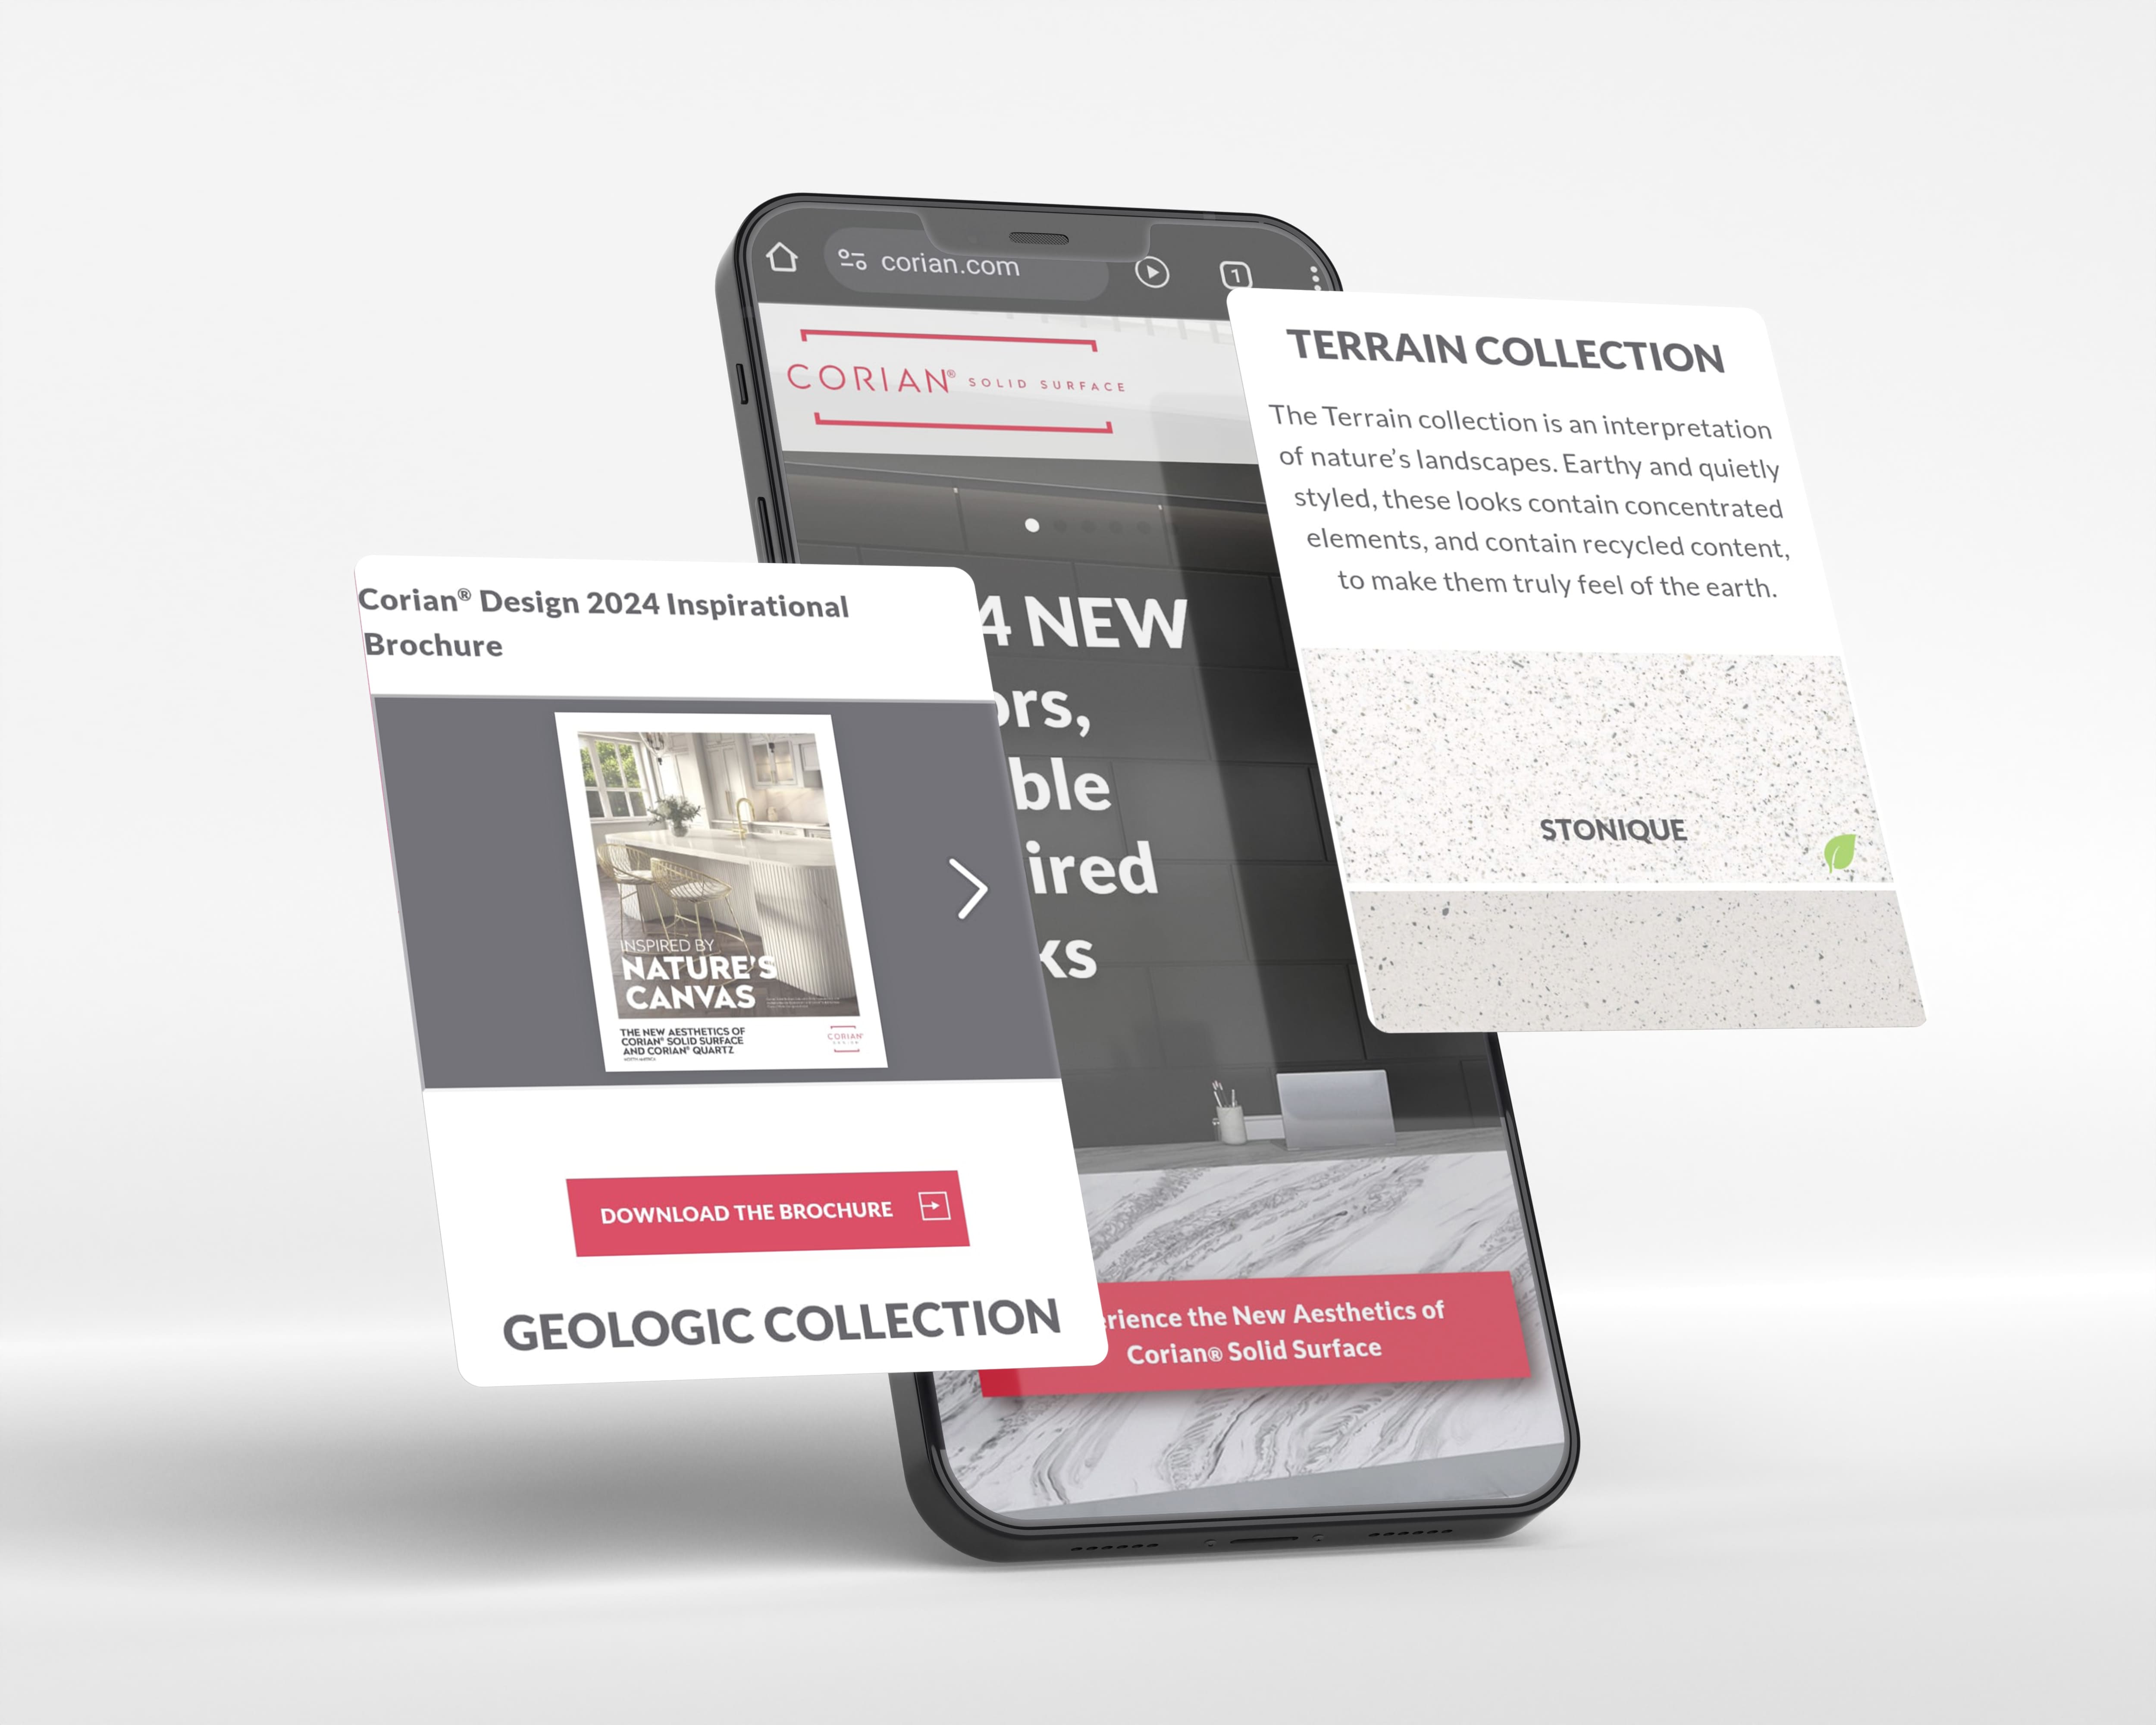 corian.com
1
CORIAN® SOLID SURFACE
4 NEW
ors,
ble
ired
ks
erience the New Aesthetics of
Corian® Solid Surface
Corian® Design 2024 Inspirational
Brochure
INSPIRED BY
NATURE'S
CANVAS
THE NEW AESTHETICS OF
CORIAN® SOLID SURFACE
AND CORIAN® QUARTZ
CORIAN®
DOWNLOAD THE BROCHURE
GEOLOGIC COLLECTION
TERRAIN COLLECTION
The Terrain collection is an interpretation
of nature’s landscapes. Earthy and quietly
styled, these looks contain concentrated
elements, and contain recycled content,
to make them truly feel of the earth.
STONIQUE